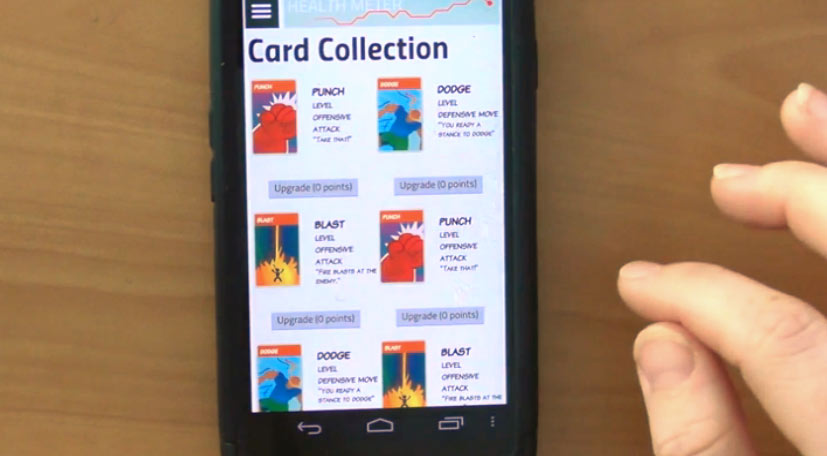 HEALTH METER
Card Collection
PUNCH
PUNCH
LEVEL
OFFENSIVE
ATTACK
"TAKE THAT!"
DODGE
DODGE
LEVEL
DEFENSIVE MOVE
"YOU READY A
STANCE TO DODGE"
Upgrade (0 points)
Upgrade (0 points)
BLAST
BLAST
LEVEL
OFFENSIVE
ATTACK
"FIRE BLASTS AT THE
ENEMY."
PUNCH
PUNCH
LEVEL
OFFENSIVE
ATTACK
"TAKE THAT!"
Upgrade (0 points)
Upgrade (0 points)
DODGE
DODGE
LEVEL
DEFENSIVE MOVE
"YOU READY A
STANCE TO DODGE"
BLAST
BLAST
LEVEL
OFFENSIVE
ATTACK
"FIRE BLASTS AT THE